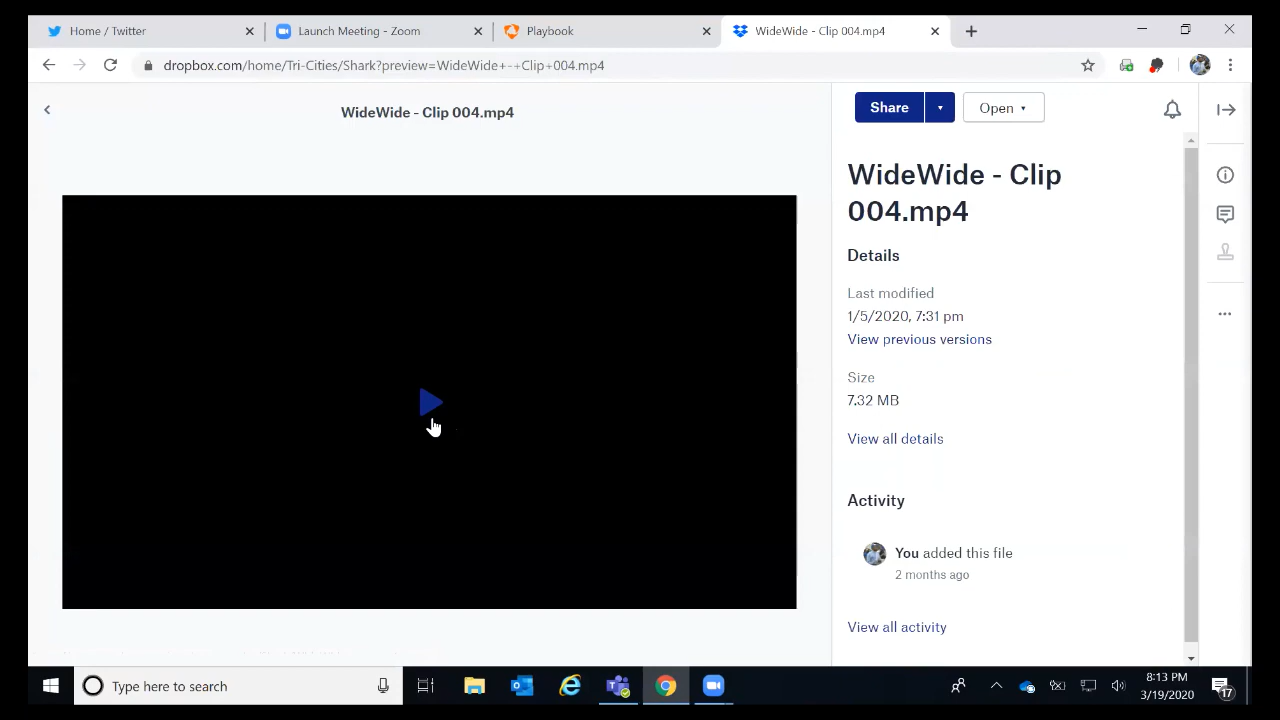 Home / Twitter
Launch Meeting - Zoom
Playbook
WideWide - Clip 004.mp4
dropbox.com/home/Tri-Cities/Shark?preview=WideWide+-+Clip+004.mp4
WideWide - Clip 004.mp4
Share
Open
WideWide - Clip
004.mp4
Details
Last modified
1/5/2020, 7:31 pm
View previous versions
Size
7.32 MB
View all details
Activity
You added this file
2 months ago
View all activity
Type here to search
8:13 PM
3/19/2020
17